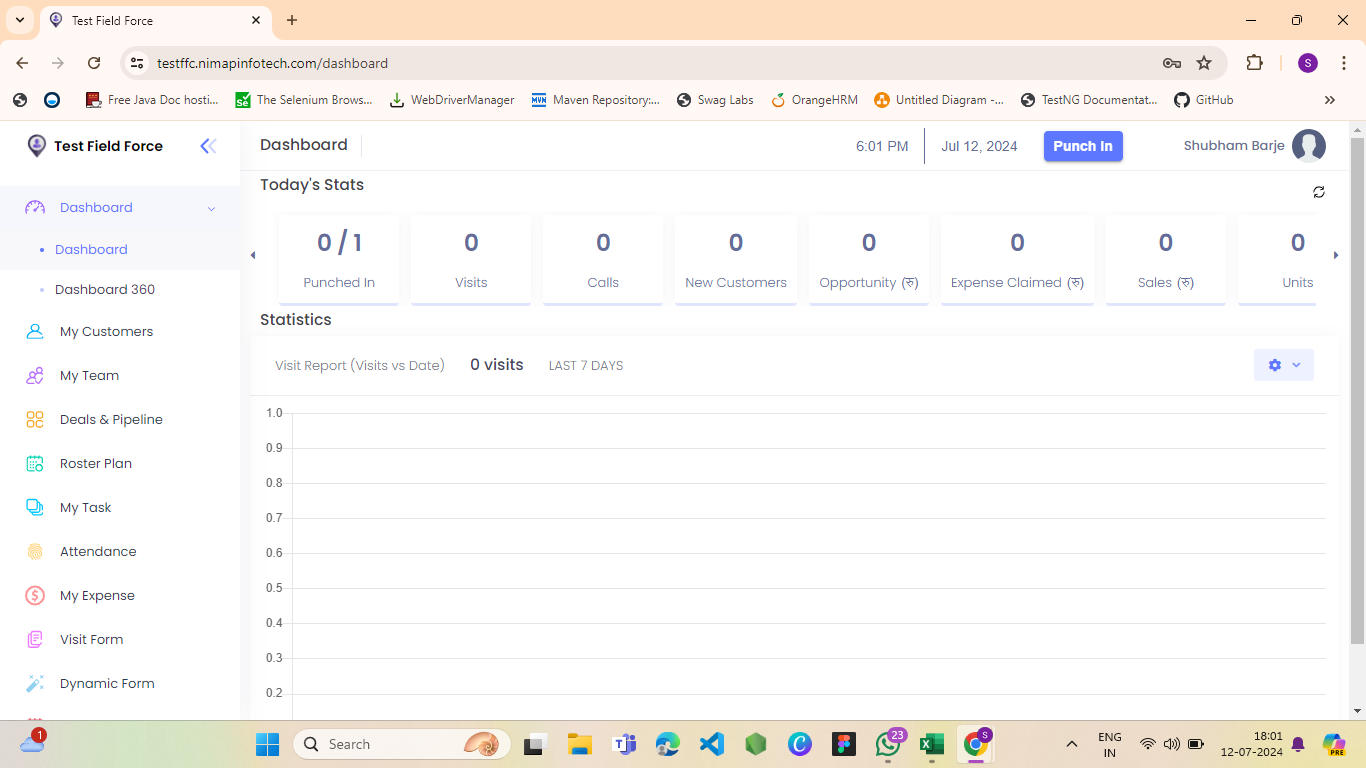 Test Field Force
testffc.nimapinfotech.com/dashboard
S
Free Java Doc hosti...
Se
The Selenium Brows...
WebDriverManager
MVN
Maven Repository:...
Swag Labs
OrangeHRM
Untitled Diagram -...
TestNG Documentat...
GitHub
Test Field Force
Dashboard
6:01 PM
Jul 12, 2024
Punch In
Shubham Barje
Dashboard
Dashboard
Dashboard 360
My Customers
My Team
Deals & Pipeline
Roster Plan
My Task
Attendance
My Expense
Visit Form
Dynamic Form
Today's Stats
0 / 1
Punched In
0
Visits
0
Calls
0
New Customers
0
Opportunity (रु)
0
Expense Claimed (रु)
0
Sales (रु)
0
Units
Statistics
Visit Report (Visits vs Date)
0 visits
LAST 7 DAYS
1.0
0.9
0.8
0.7
0.6
0.5
0.4
0.3
0.2
1
Search
23
S
ENG
IN
18:01
12-07-2024
PRE